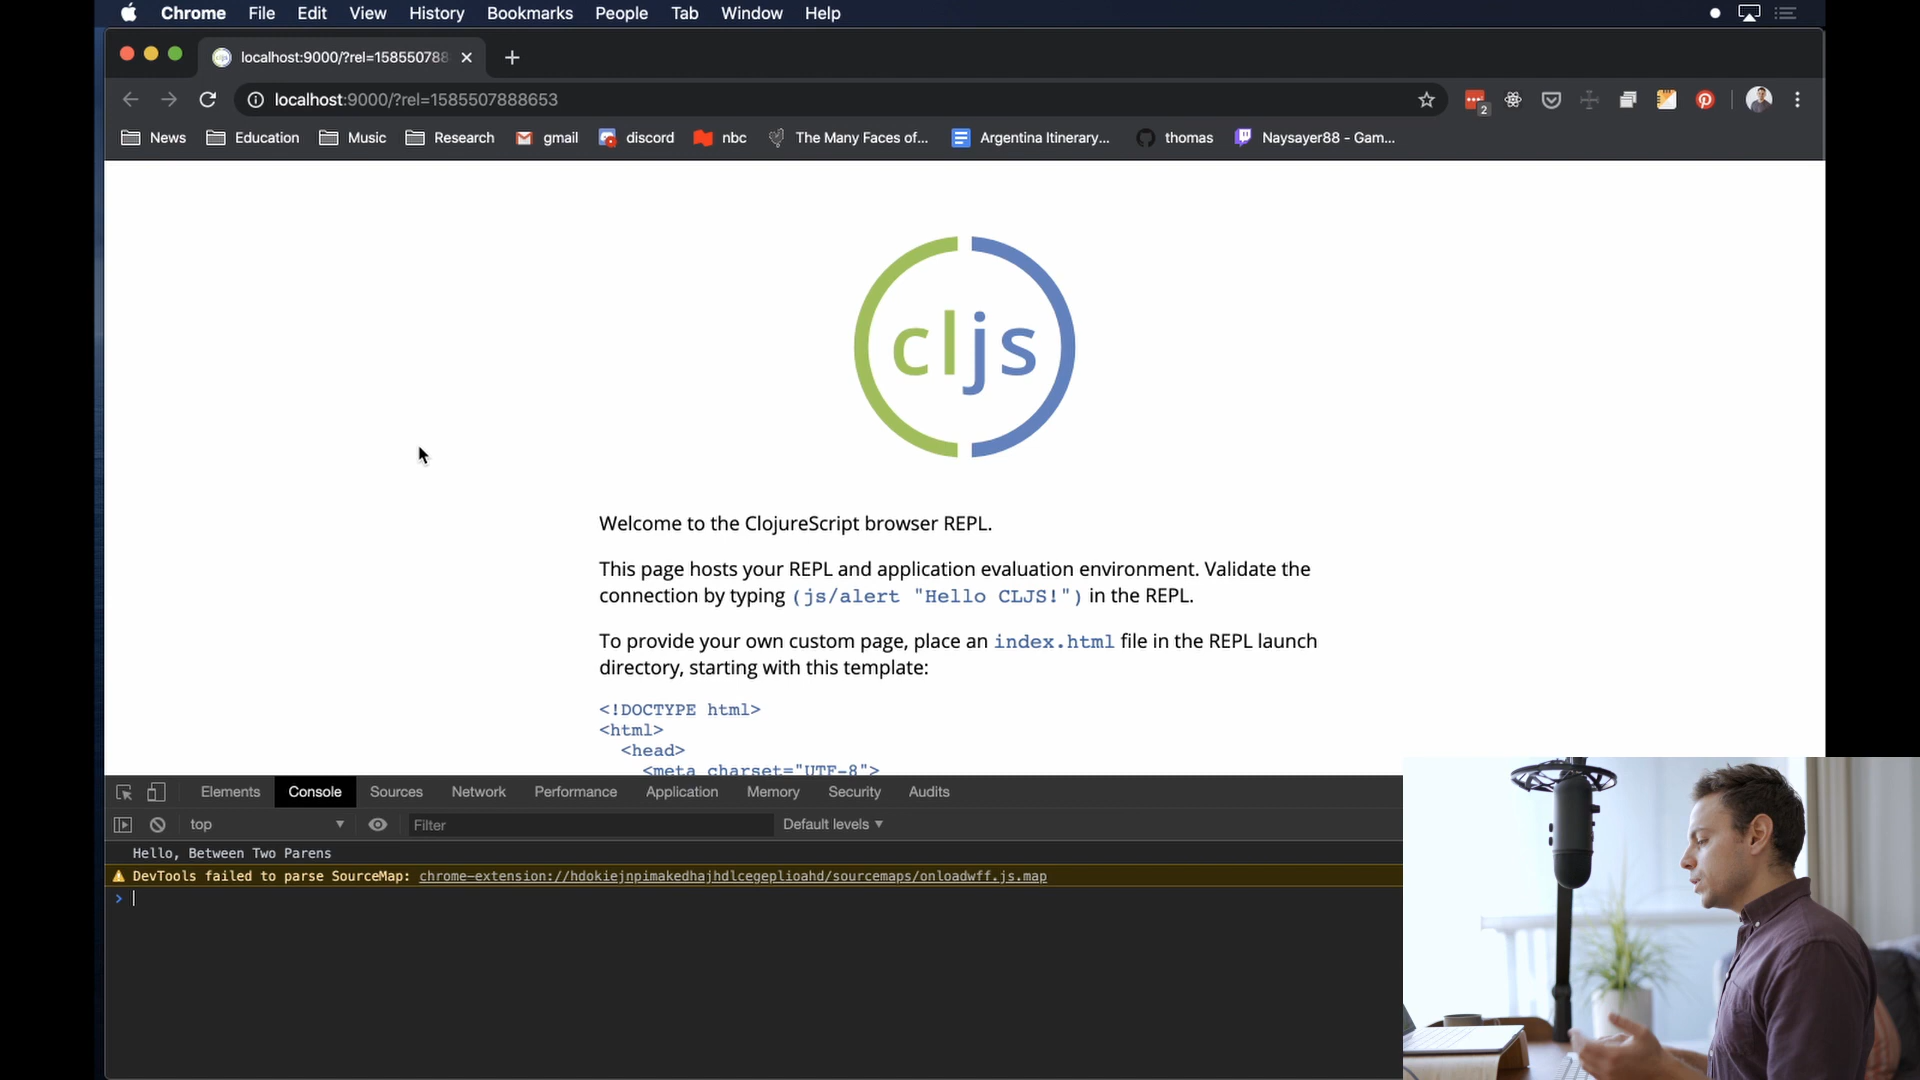 Chrome File Edit View History Bookmarks People Tab Window Help
localhost:9000/?rel=158550788
localhost:9000/?rel=1585507888653
2
News Education Music Research gmail discord nbc The Many Faces of... Argentina Itinerary... thomas Naysayer88 - Gam...
cljs
Welcome to the ClojureScript browser REPL.
This page hosts your REPL and application evaluation environment. Validate the
connection by typing (js/alert "Hello CLJS!") in the REPL.
To provide your own custom page, place an index.html file in the REPL launch
directory, starting with this template:
<!DOCTYPE html>
<html>
<head>
<meta charset="UTF-8">
Elements Console Sources Network Performance Application Memory Security Audits
top Filter Default levels ▼
Hello, Between Two Parens
DevTools failed to parse SourceMap: chrome-extension://hdokiejnpimakedhajhdlcegeplioahd/sourcemaps/onloadwff.js.map
>